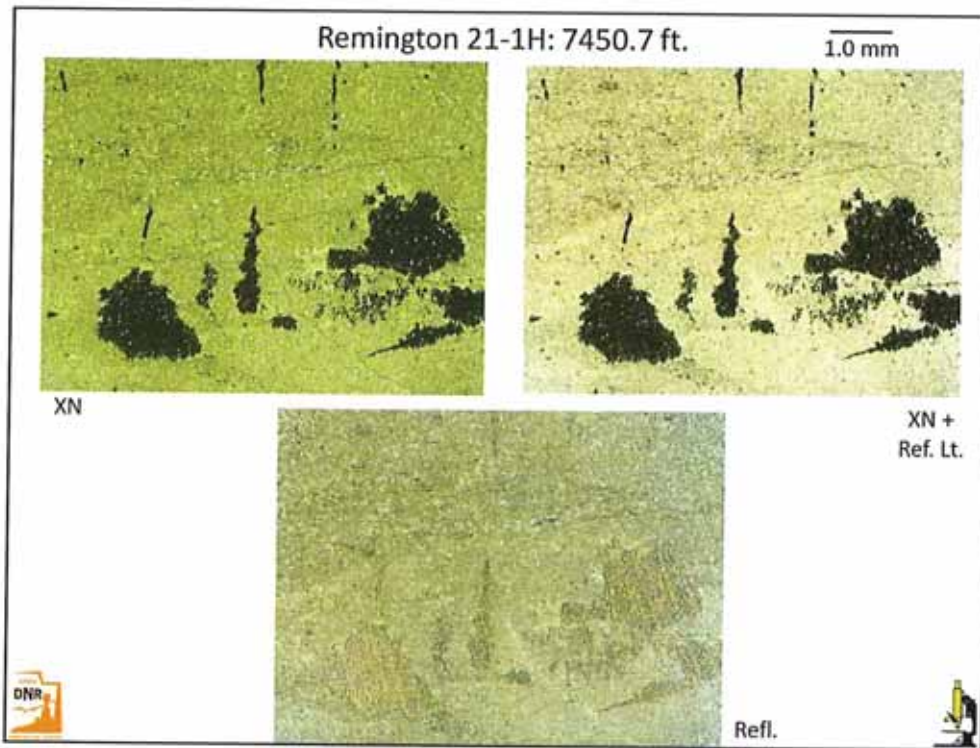 Remington 21-1H: 7450.7 ft.
1.0 mm
XN
XN +
Ref. Lt.
Refl.
DNR